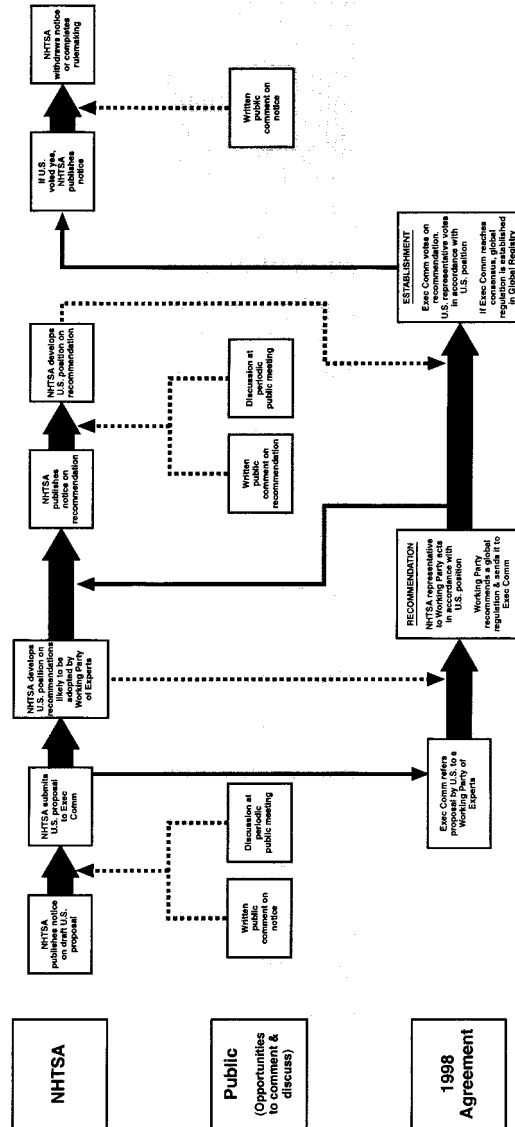 NHTSA
NHTSA
publishes notice
on draft U.S.
proposal
NHTSA submits
U.S. proposal
to Exec
Comm
NHTSA develops
U.S. position on
recommendations
likely to be
adopted by
Working Party
of Experts
NHTSA
publishes
notice on
recommendation
NHTSA develops
U.S. position on
recommendation
If U.S.
voted yes,
NHTSA
publishes
notice
NHTSA
withdraws notice
or completes
rulemaking
Public
(Opportunities
to comment &
discuss)
Written
public
comment on
notice
Discussion at
periodic
public meeting
Written
public
comment on
recommendation
Discussion at
periodic
public meeting
Written
public
comment on
notice
1998
Agreement
Exec Comm refers
proposal by U.S. to a
Working Party of
Experts
RECOMMENDATION
NHTSA representative
to Working Party acts
in accordance with
U.S. position
Working Party
recommends a global
regulation & sends it to
Exec Comm
ESTABLISHMENT
Exec Comm votes on
recommendation.
U.S. representative votes
in accordance with
U.S. position
If Exec Comm reaches
consensus, global
regulation is established
in Global Registry